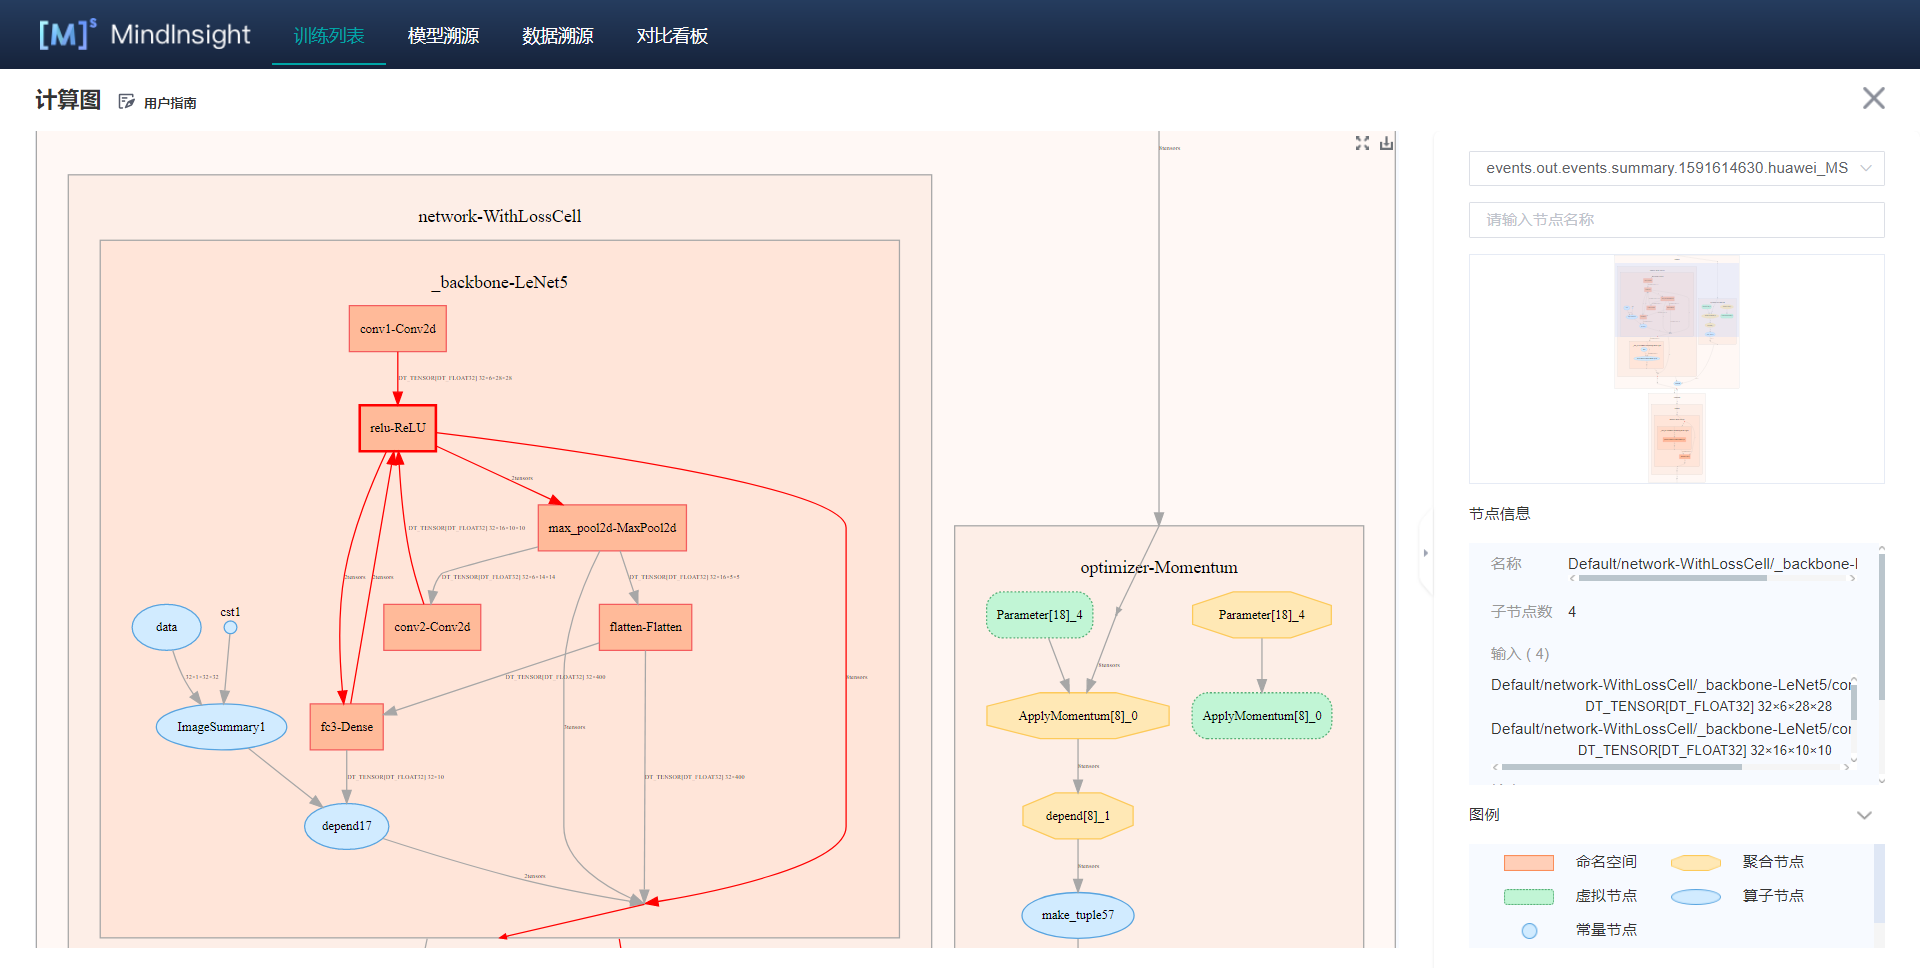 [M]s MindInsight 训练列表 模型溯源 数据溯源 对比看板
计算图 用户指南
network-WithLossCell
_backbone-LeNet5
conv1-Conv2d
DT_TENSOR[DT_FLOAT32] 32×6×28×28
relu-ReLU
2tensors
DT_TENSOR[DT_FLOAT32] 32×16×10×10
max_pool2d-MaxPool2d
2tensors
2tensors
DT_TENSOR[DT_FLOAT32] 32×6×14×14
DT_TENSOR[DT_FLOAT32] 32×16×5×5
data
cst1
conv2-Conv2d
flatten-Flatten
32×1×32×32
DT_TENSOR[DT_FLOAT32] 32×400
ImageSummary1
fc3-Dense
DT_TENSOR[DT_FLOAT32] 32×10
DT_TENSOR[DT_FLOAT32] 32×400
depend17
2tensors
optimizer-Momentum
Parameter[18]_4
Parameter[18]_4
ApplyMomentum[8]_0
ApplyMomentum[8]_0
depend[8]_1
make_tuple57
events.out.events.summary.1591614630.huawei_MS
请输入节点名称
节点信息
名称 Default/network-WithLossCell/_backbone-l
子节点数 4
输入 ( 4)
Default/network-WithLossCell/_backbone-LeNet5/cor
DT_TENSOR[DT_FLOAT32] 32×6×28×28
Default/network-WithLossCell/_backbone-LeNet5/cor
DT_TENSOR[DT_FLOAT32] 32×16×10×10
图例
命名空间 聚合节点
虚拟节点 算子节点
常量节点